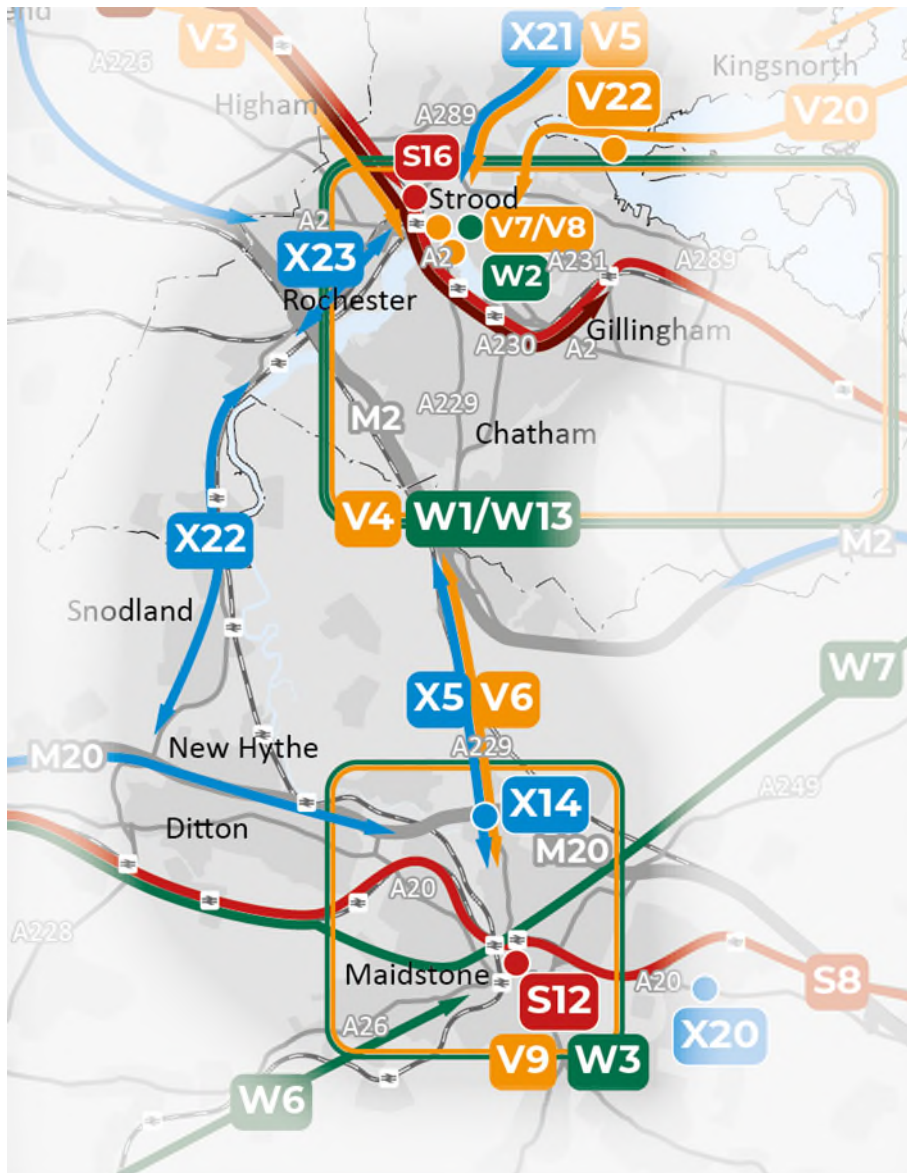 end
V3
X21 V5
A226
Kingsnorth
Higham
V22
V20
A289
S16
Strood
A2
V7/V8
X23
A2
A231
A289
W2
Rochester
Gillingham
A230
A2
A229
M2
Chatham
V4 W1/W13
X22
M2
Snodland
W7
X5 V6
A229
New Hythe
M20
A249
X14
Ditton
M20
A20
A228
Maidstone
A20
S8
S12
A26
X20
V9 W3
W6